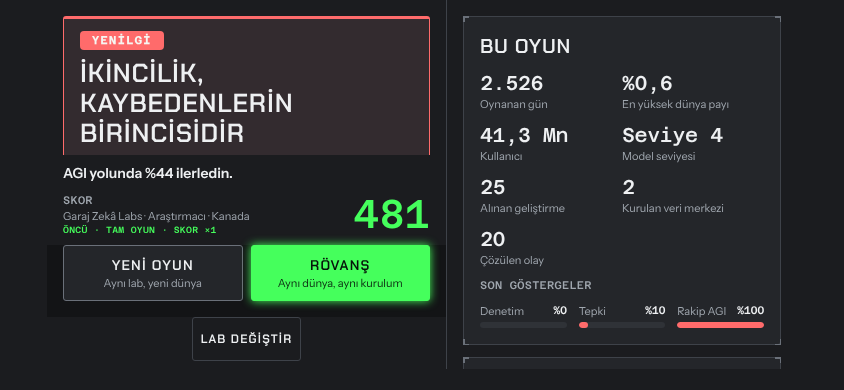 YENİLGİ
İKİNCİLİK,
KAYBEDENLERİN
BİRİNCİSİDİR
AGI yolunda %44 ilerledin.
SKOR
Garaj Zekâ Labs · Araştırmacı · Kanada
ÖNCÜ · TAM OYUN · SKOR ×1
481
YENİ OYUN
Aynı lab, yeni dünya
RÖVANŞ
Aynı dünya, aynı kurulum
LAB DEĞİŞTİR
BU OYUN
2.526
Oynanan gün
%0,6
En yüksek dünya payı
41,3 Mn
Kullanıcı
Seviye 4
Model seviyesi
25
Alınan geliştirme
2
Kurulan veri merkezi
20
Çözülen olay
SON GÖSTERGELER
Denetim %0
Tepki %10
Rakip AGI %100